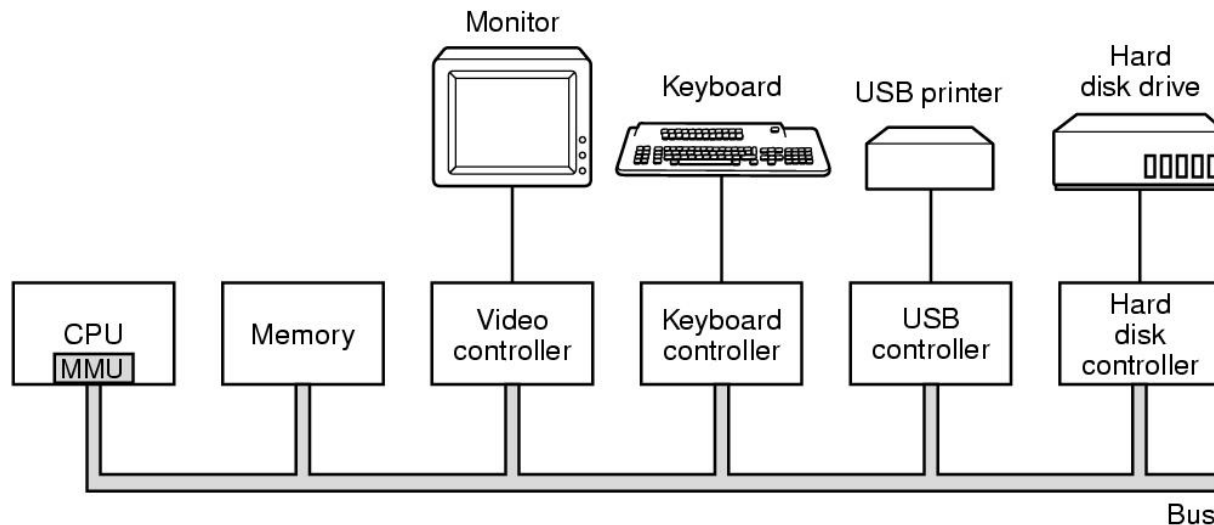 Monitor
Keyboard
USB printer
Hard
disk drive
CPU
MMU
Memory
Video
controller
Keyboard
controller
USB
controller
Hard
disk
controller
Bus